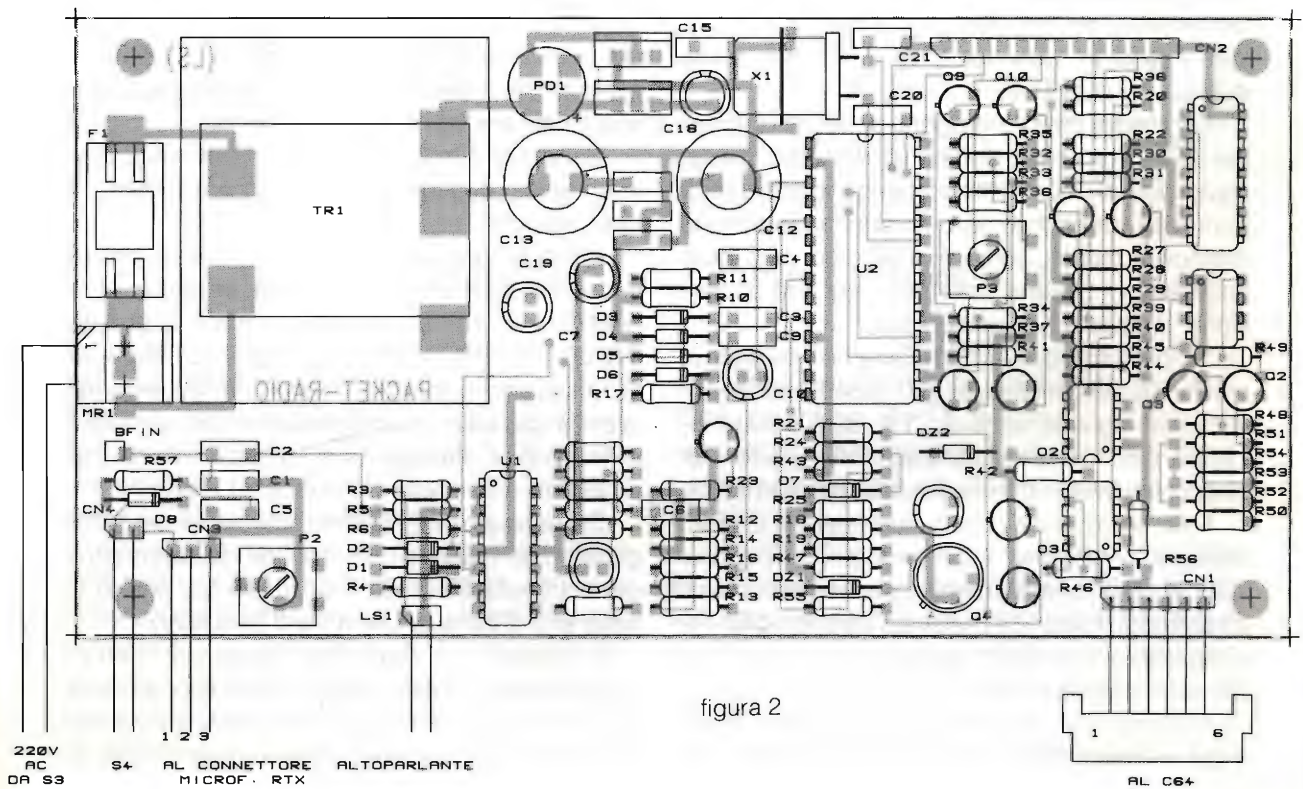 (LS)
C15
CN2
C21
X1
Q9
Q10
PD1
+
R38
R20
F1
C20
C18
R35
R22
R32
R30
R33
R31
R36
TR1
C13
C12
R27
C19
C4
U2
R28
R11
P3
R29
R10
R34
R39
D3
C3
R37
R40
D4
C7
C9
R41
R45
R49
D5
R44
D6
Q2
PACKET-RADIO
R17
C10
MR1
BFIN
R21
R48
DZ2
R24
R51
C2
U1
R43
R54
R57
R42
D7
R53
C1
R3
R23
R25
R52
CN4
R5
C6
R18
R50
D8
C5
R6
R12
R19
CN3
R14
P2
D2
R16
R47
R56
D1
R15
DZ1
R46
CN1
R4
R13
R55
LS1
Q4
figura 2
1 2 3
1 6
220V
AC
DA S3
S4
AL CONNETTORE
MICROF. RTX
ALTOPARLANTE
AL C64